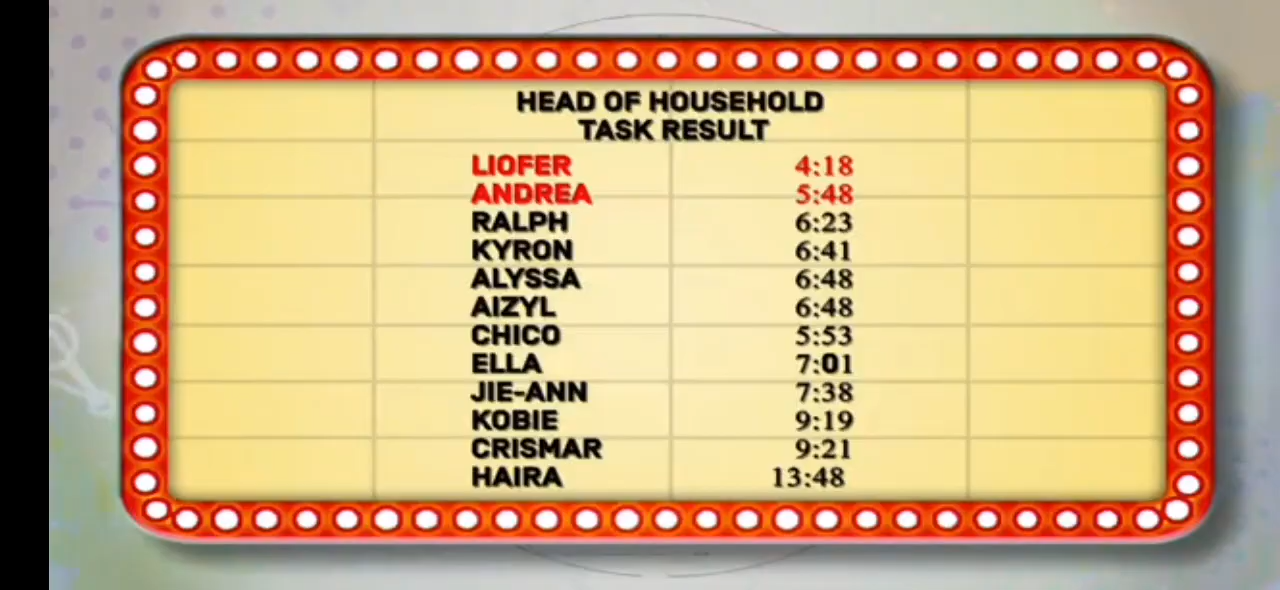 HEAD OF HOUSEHOLD
TASK RESULT
LIOFER 4:18
ANDREA 5:48
RALPH 6:23
KYRON 6:41
ALYSSA 6:48
AIZYL 6:48
CHICO 5:53
ELLA 7:01
JIE-ANN 7:38
KOBIE 9:19
CRISMAR 9:21
HAIRA 13:48